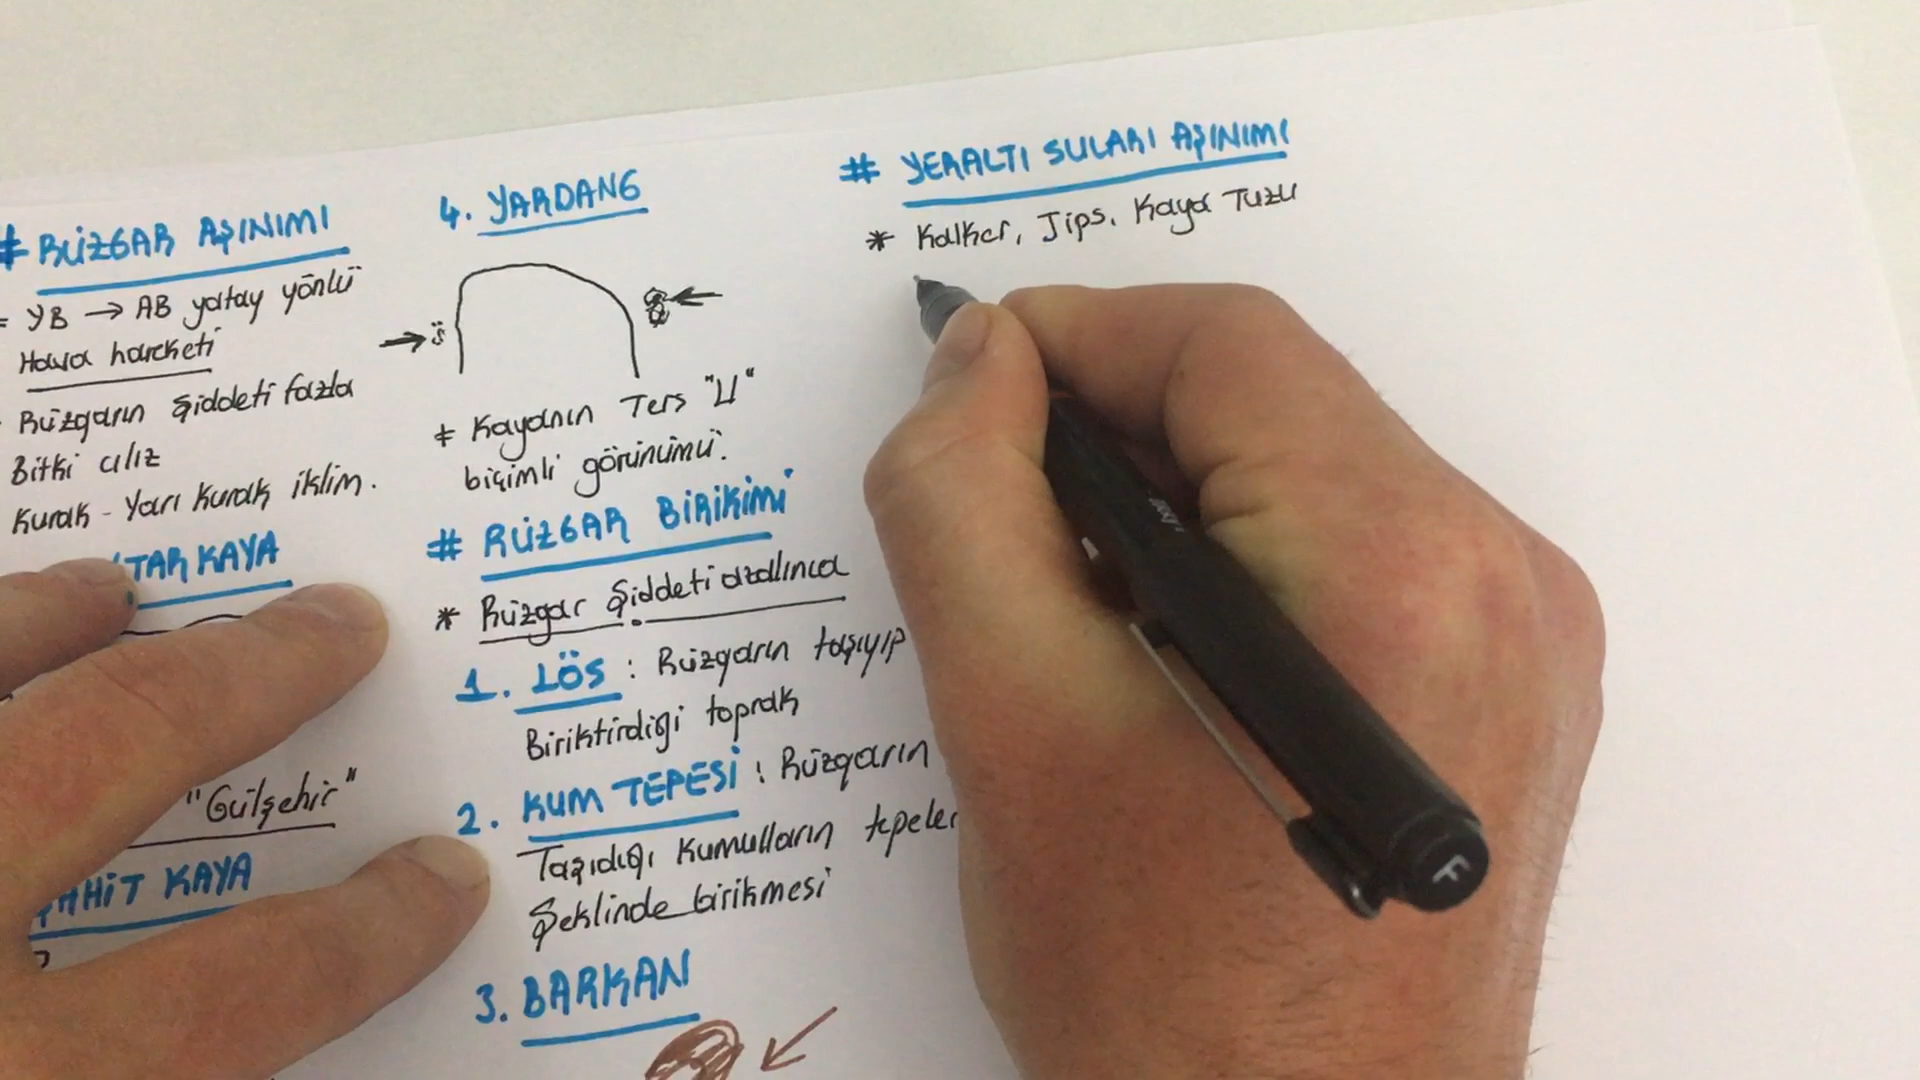 # RÜZGAR AŞINIMI
= YB → AB yatay yönlü
Hava hareketi
Rüzgarın Şiddeti fazla
Bitki cılız
Kurak - Yarı Kurak iklim.
TAR KAYA
"Gülşehir"
AHİT KAYA
4. YARDANG
* Kayanın Ters "U"
biçimli görünümü.
# RÜZGAR BİRİKİMİ
* Rüzgar Şiddeti azalınca
1. LÖS : Rüzgarın taşıyıp
Biriktirdiği toprak
2. KUM TEPESİ : Rüzgarın
Taşıdığı Kumulların tepeler
Şeklinde birikmesi
3. BARKAN
# YERALTI SULARI AŞINIMI
* Kalker, Jips, Kaya Tuzu
F